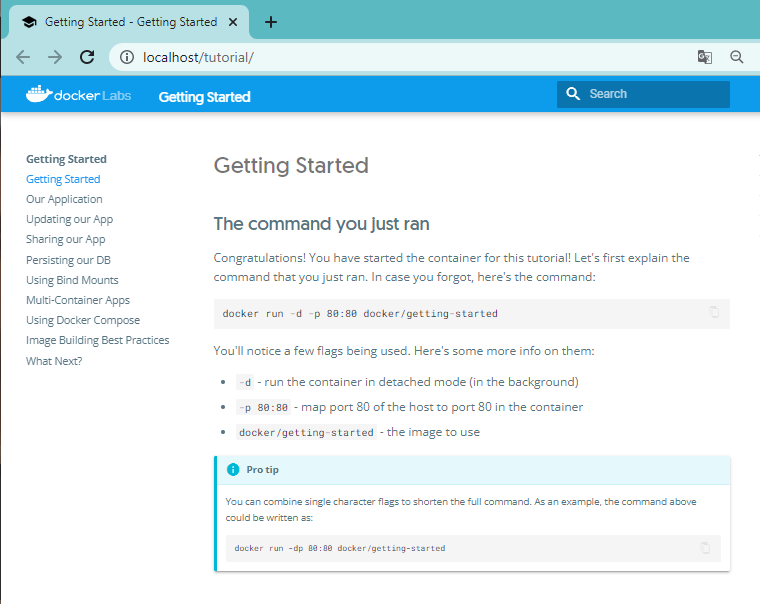 Getting Started - Getting Started
localhost/tutorial/
docker Labs
Getting Started
Search
Getting Started
Getting Started
Our Application
Updating our App
Sharing our App
Persisting our DB
Using Bind Mounts
Multi-Container Apps
Using Docker Compose
Image Building Best Practices
What Next?
Getting Started
The command you just ran
Congratulations! You have started the container for this tutorial! Let's first explain the
command that you just ran. In case you forgot, here's the command:
docker run -d -p 80:80 docker/getting-started
You'll notice a few flags being used. Here's some more info on them:
• -d - run the container in detached mode (in the background)
• -p 80:80 - map port 80 of the host to port 80 in the container
• docker/getting-started - the image to use
Pro tip
You can combine single character flags to shorten the full command. As an example, the command above
could be written as:
docker run -dp 80:80 docker/getting-started